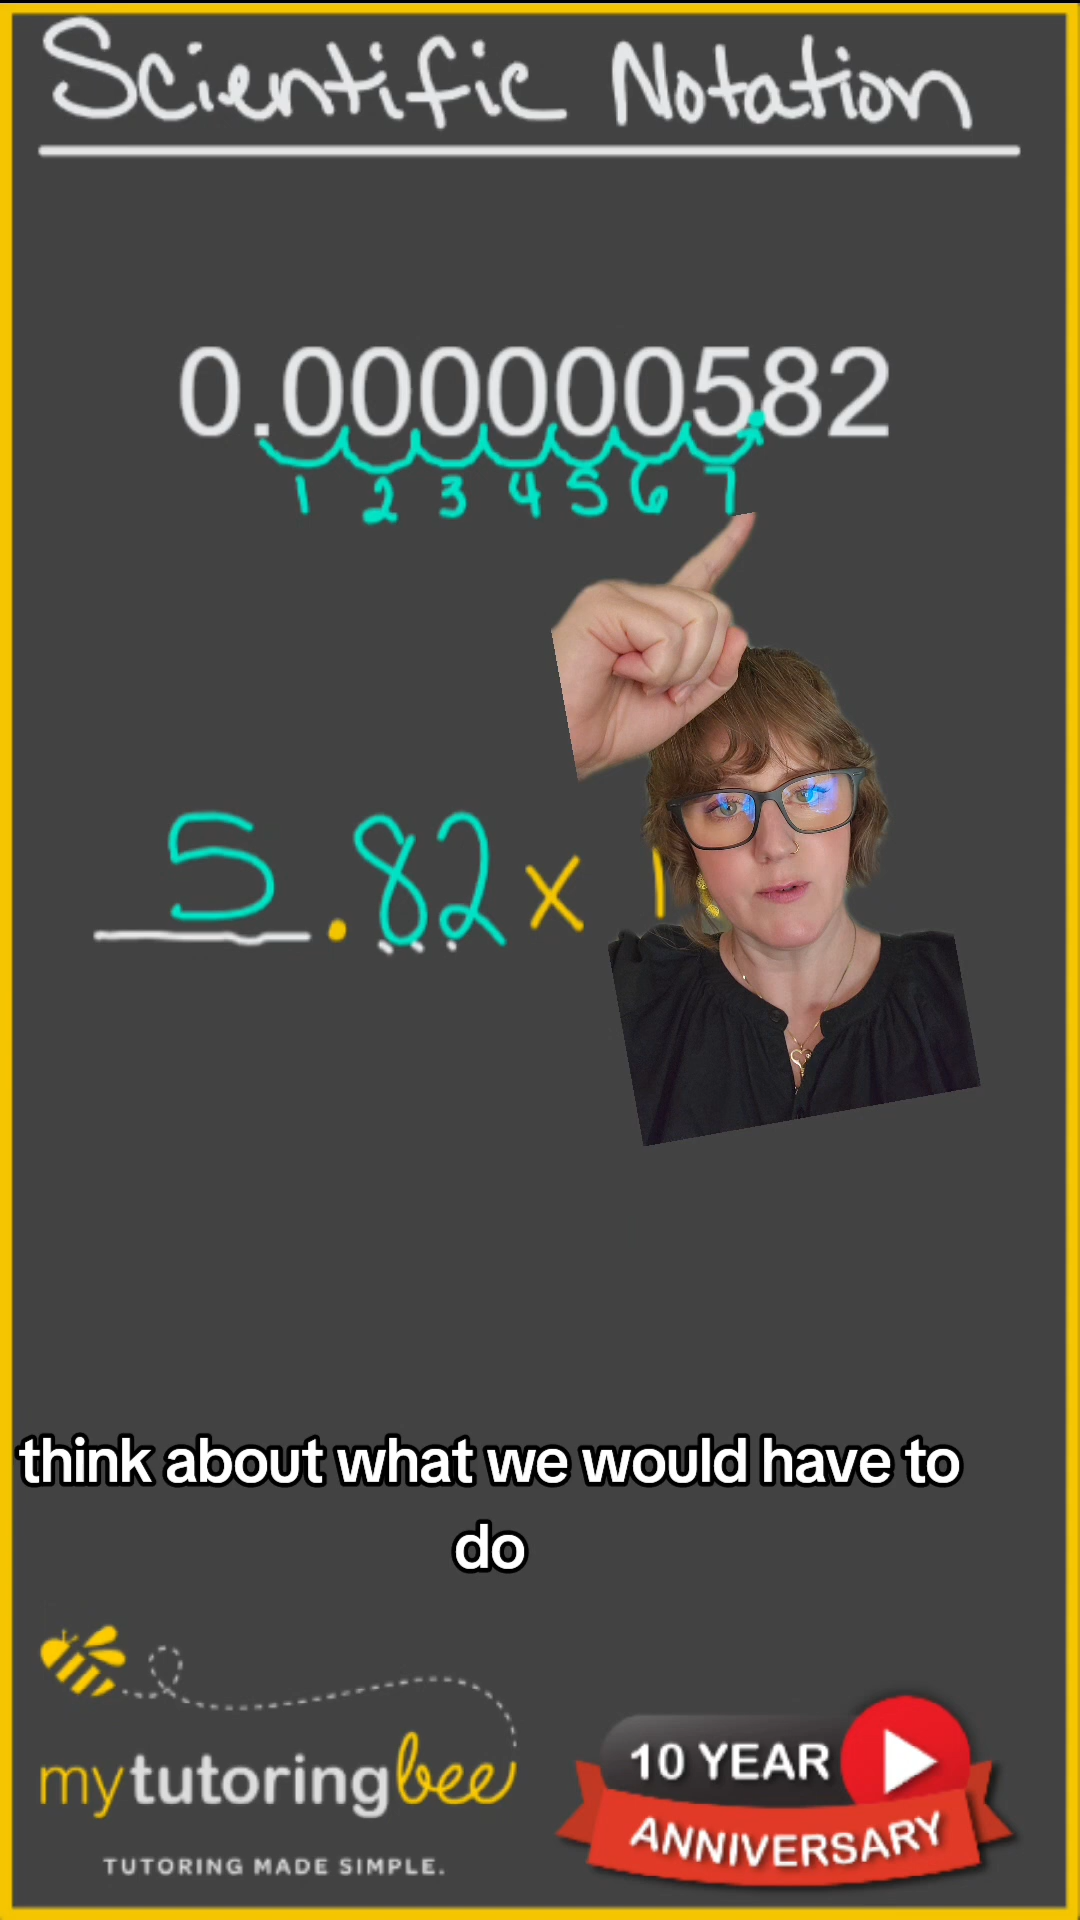 Scientific Notation
0.000000582
1 2 3 4 5 6 7
5.82 x 1
think about what we would have to
do
mytutoringbee
TUTORING MADE SIMPLE.
10 YEAR
ANNIVERSARY